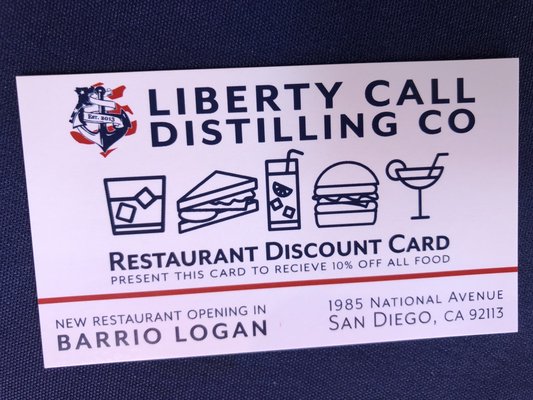 LIBERTY CALL
DISTILLING CO
Est. 2013
RESTAURANT DISCOUNT CARD
PRESENT THIS CARD TO RECIEVE 10% OFF ALL FOOD
NEW RESTAURANT OPENING IN
BARRIO LOGAN
1985 NATIONAL AVENUE
SAN DIEGO, CA 92113